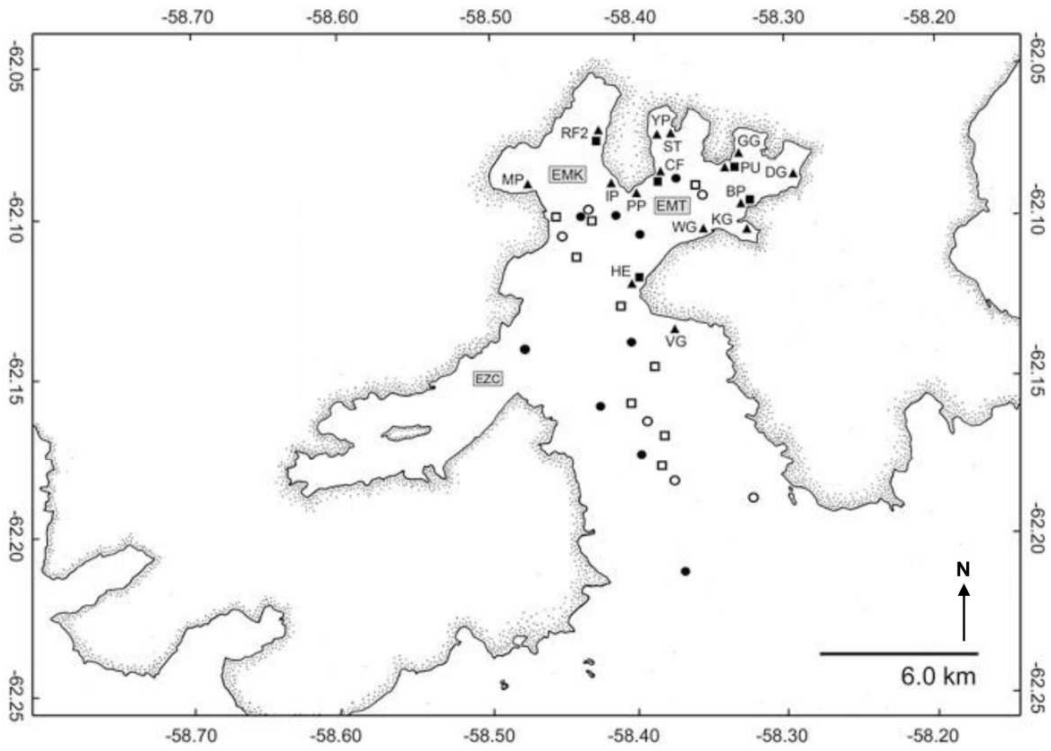 -58.70 -58.60 -58.50 -58.40 -58.30 -58.20
-62.05 -62.05
YP
RF2
ST
GG
CF
PU
DG
MP
EMK
IP
PP
EMT
BP
-62.10 -62.10
WG
KG
HE
VG
-62.15 -62.15
EZC
-62.20 -62.20
N
6.0 km
-62.25 -62.25
-58.70 -58.60 -58.50 -58.40 -58.30 -58.20